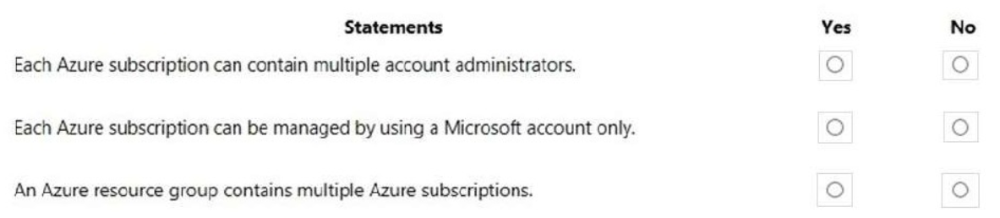 Statements Yes No
Each Azure subscription can contain multiple account administrators.
Each Azure subscription can be managed by using a Microsoft account only.
An Azure resource group contains multiple Azure subscriptions.